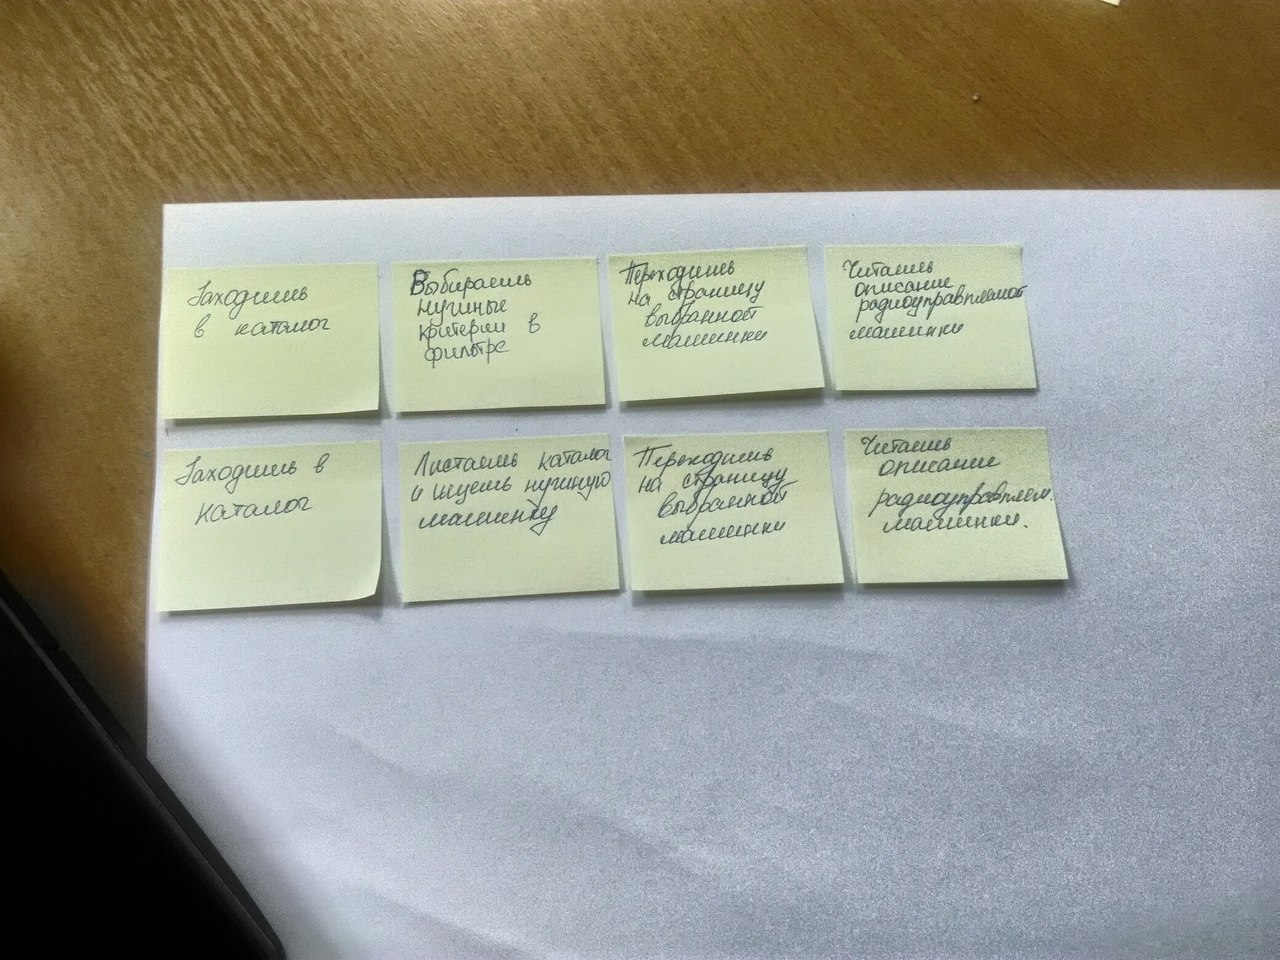 Заходишь
в каталог
Выбираешь
нужные
критерии в
фильтре
Переходишь
на страницу
выбранной
машинки
Читаешь
описание
радиоуправляемой
машинки
Заходишь в
каталог
Листаешь каталог
и ищешь нужную
машинку
Переходишь
на страницу
выбранной
машинки
Читаешь
описание
радиоуправляем.
машинки.